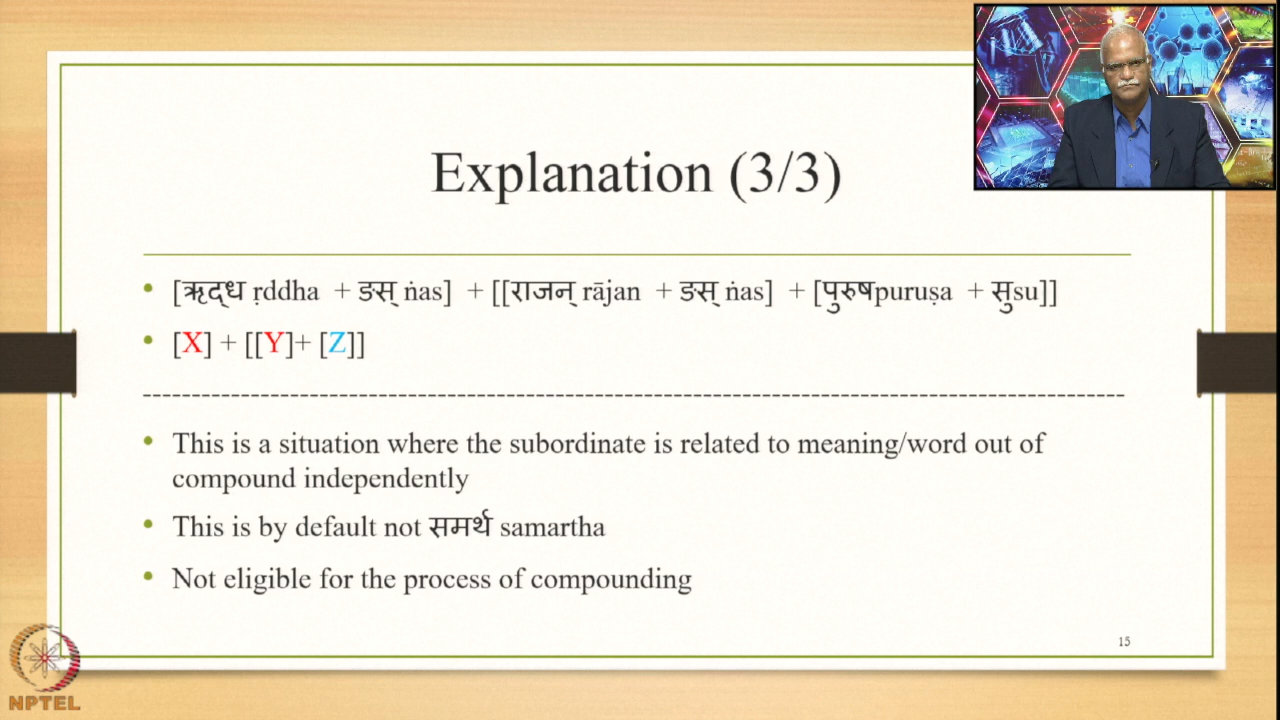 Explanation (3/3)
• [ऋद्ध ṛddha + ङस् ṅas] + [[राजन् rājan + ङस् ṅas] + [पुरुषpuruṣa + सुsu]]
• [X] + [[Y]+ [Z]]
• This is a situation where the subordinate is related to meaning/word out of
compound independently
• This is by default not समर्थ samartha
• Not eligible for the process of compounding
15
NPTEL